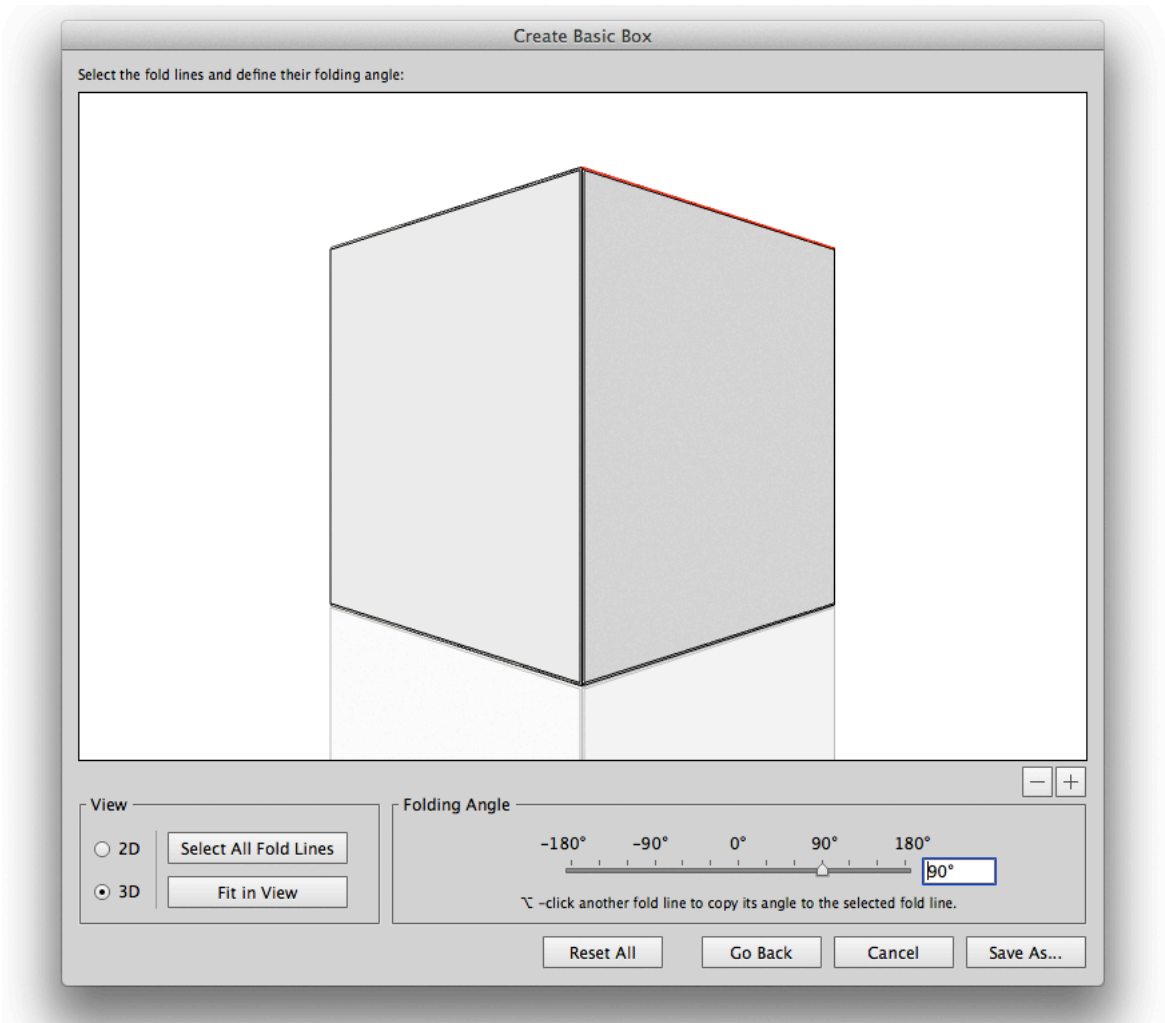 Create Basic Box
Select the fold lines and define their folding angle:
View
2D
Select All Fold Lines
3D
Fit in View
Folding Angle
-180° -90° 0° 90° 180°
90°
⌥ -click another fold line to copy its angle to the selected fold line.
Reset All
Go Back
Cancel
Save As...